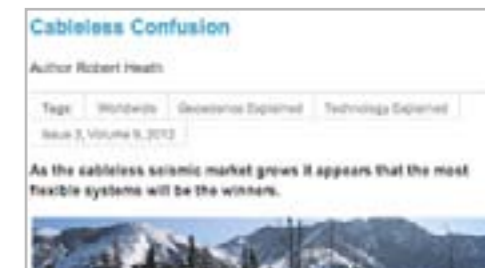 Cableless Confusion
Author Robert Heath
Tags Worldwide Geoscience Explained Technology Explained
Issue 3, Volume 9, 2012
As the cableless seismic market grows it appears that the most
flexible systems will be the winners.